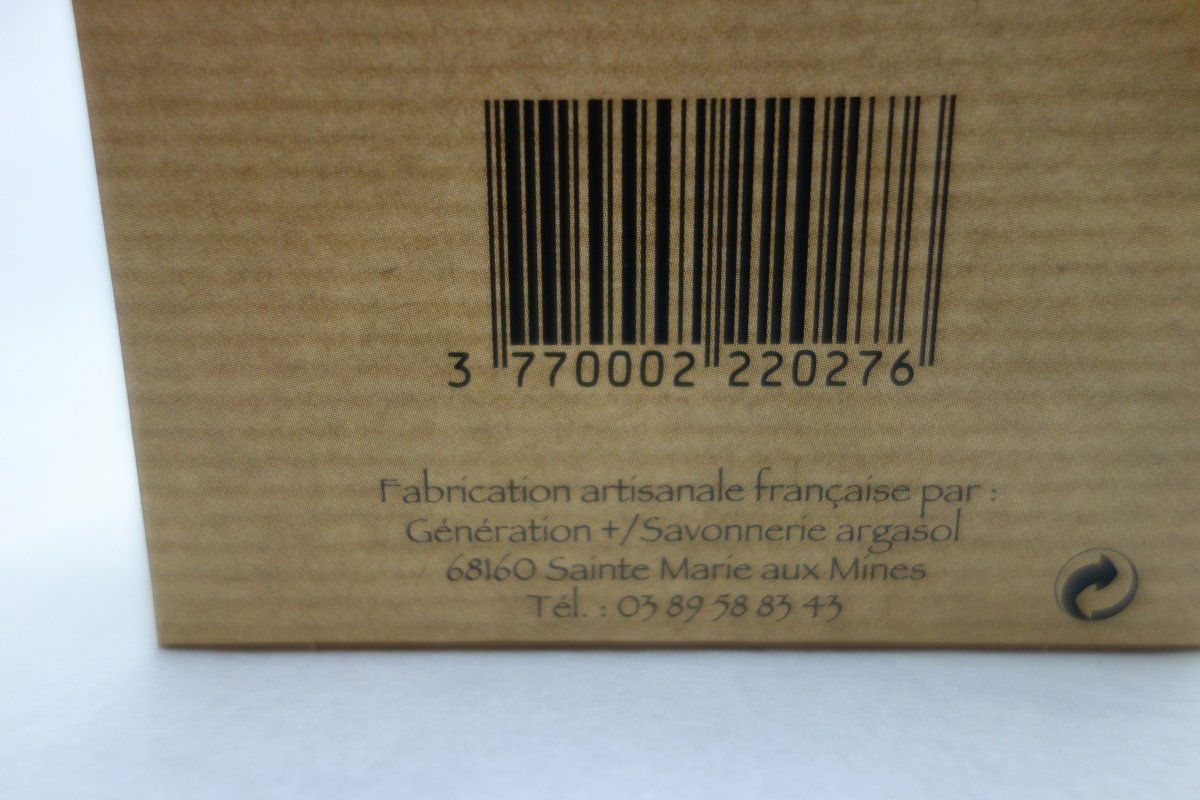 3 770002 220276
Fabrication artisanale française par :
Génération +/Savonnerie argasol
68160 Sainte Marie aux Mines
Tél. : 03 89 58 83 43